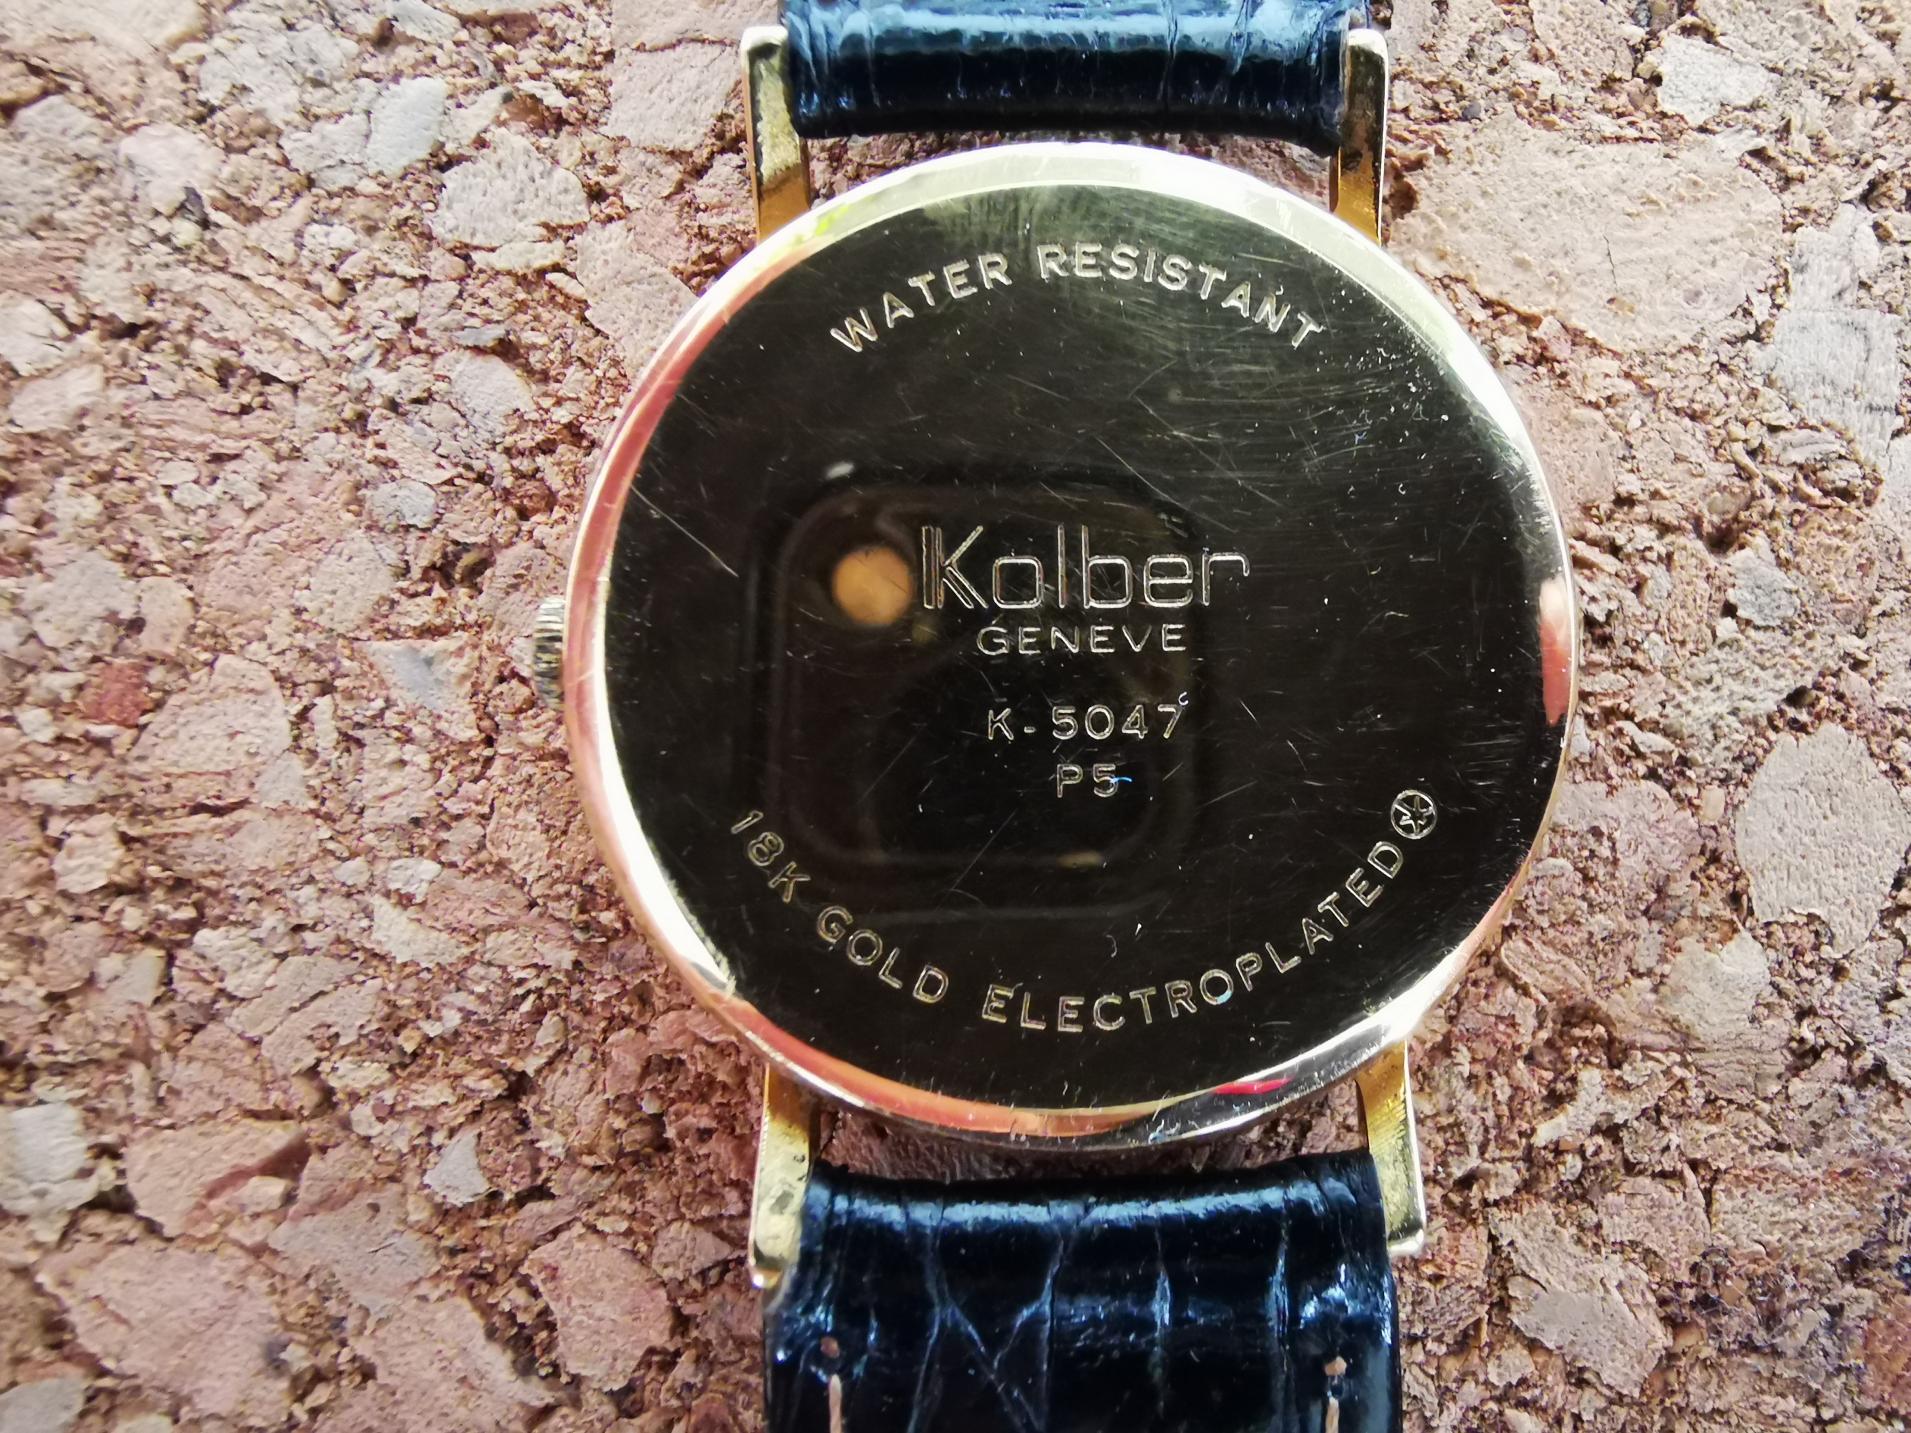 WATER RESISTANT
Kolber
GENEVE
K-5047
P5
18K GOLD ELECTROPLATED